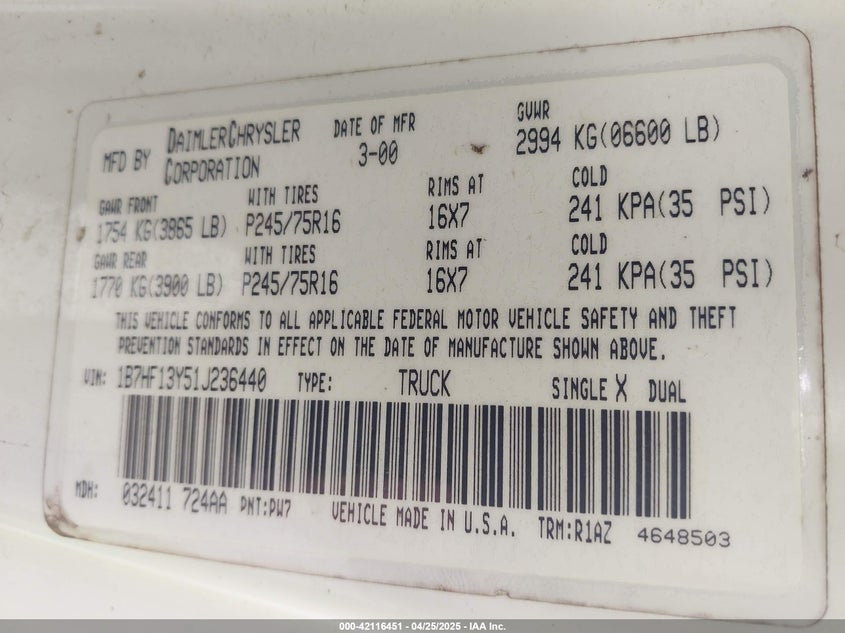 MFD BY DAIMLERCHRYSLER CORPORATION DATE OF MFR 3-00 GVWR 2994 KG(06600 LB)
GAWR FRONT WITH TIRES RIMS AT COLD
1754 KG(3865 LB) P245/75R16 16X7 241 KPA(35 PSI)
GAWR REAR WITH TIRES RIMS AT COLD
1770 KG(3900 LB) P245/75R16 16X7 241 KPA(35 PSI)
THIS VEHICLE CONFORMS TO ALL APPLICABLE FEDERAL MOTOR VEHICLE SAFETY AND THEFT
PREVENTION STANDARDS IN EFFECT ON THE DATE OF MANUFACTURE SHOWN ABOVE.
VIN: 1B7HF13Y51J236440 TYPE: TRUCK SINGLE X DUAL
MDH: 032411 724AA PNT:PW7 VEHICLE MADE IN U.S.A. TRM:R1AZ 4648503
000-42116451 - 04/25/2025 - IAA Inc.